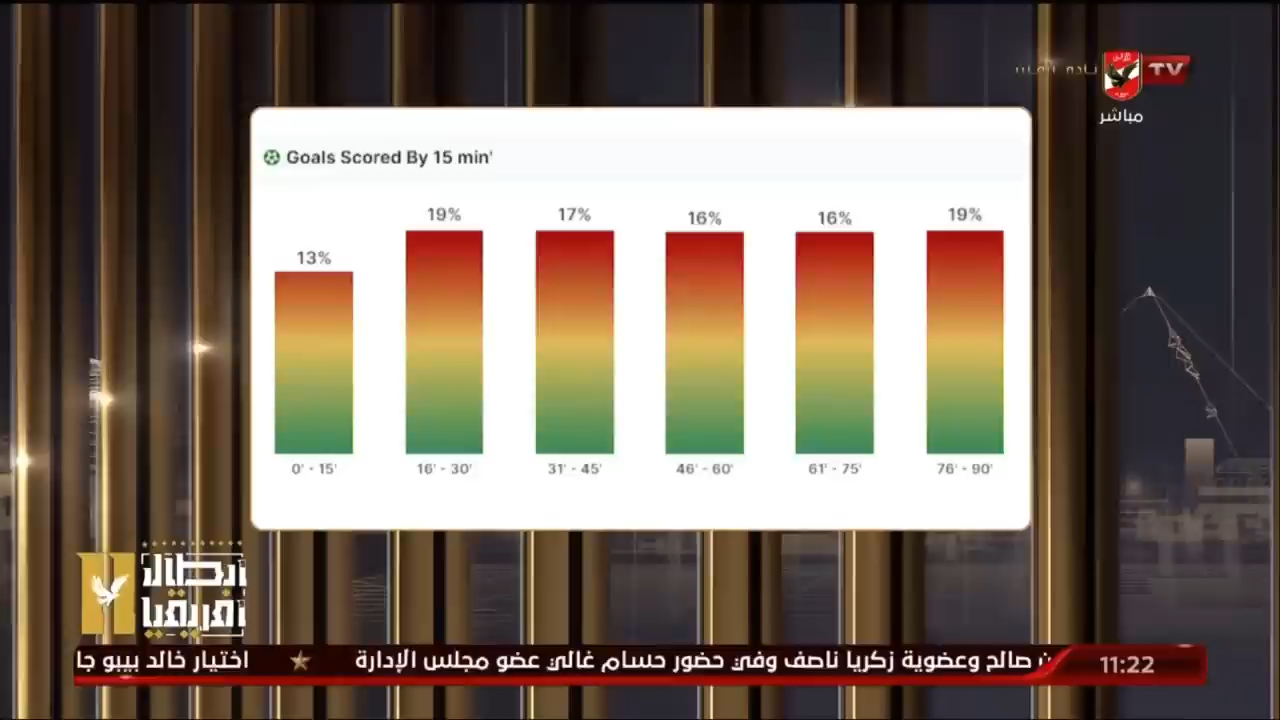 TV
مباشر
Goals Scored By 15 min'
13%
19%
17%
16%
16%
19%
0' - 15'
16' - 30'
31' - 45'
46' - 60'
61' - 75'
76' - 90'
أبطال
أفريقيا
صالح وعضوية زكريا ناصف وفي حضور حسام غالي عضو مجلس الإدارة
اختيار خالد بيبو
11:22